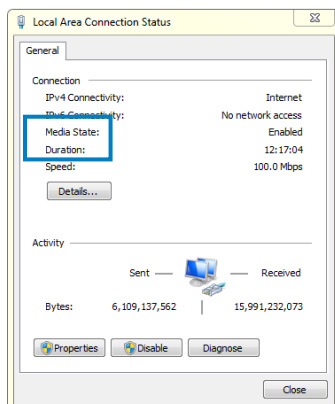 Local Area Connection Status
General
Connection
IPv4 Connectivity: Internet
IPv6 Connectivity: No network access
Media State: Enabled
Duration: 12:17:04
Speed: 100.0 Mbps
Details...
Activity
Sent Received
Bytes: 6,109,137,562 15,991,232,073
Properties Disable Diagnose
Close